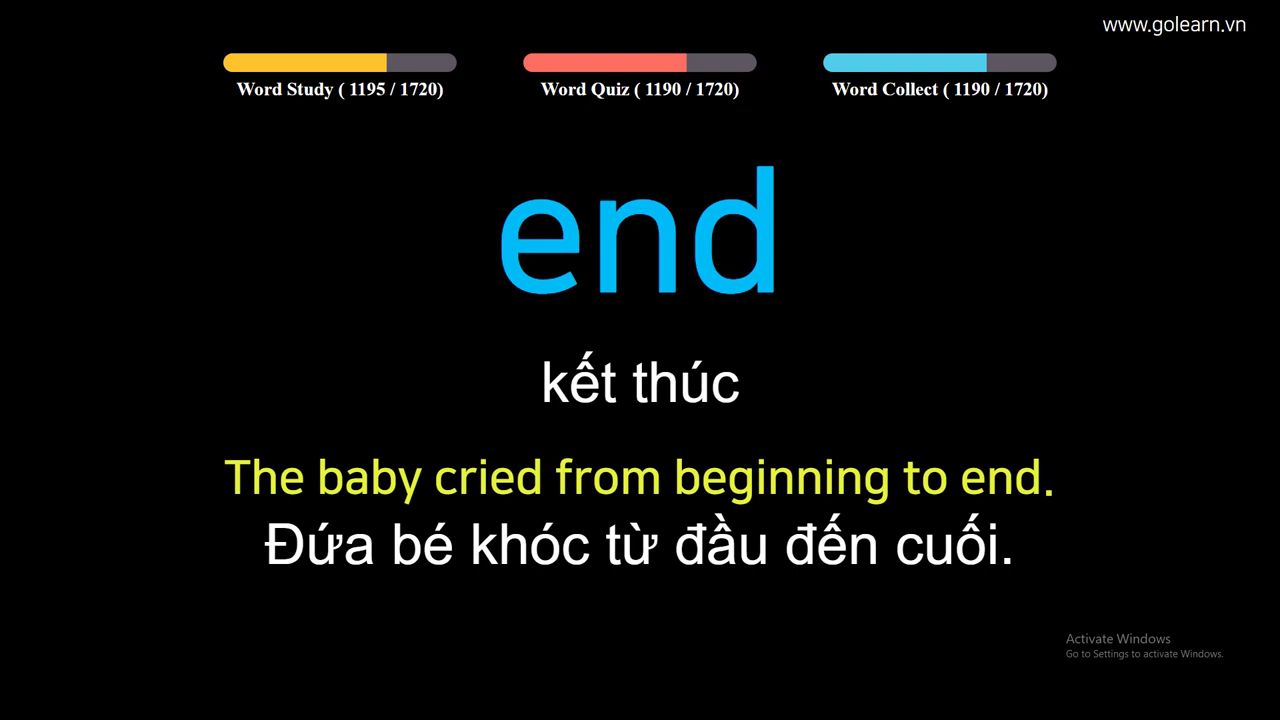 www.golearn.vn
Word Study ( 1195 / 1720)
Word Quiz ( 1190 / 1720)
Word Collect ( 1190 / 1720)
end
kết thúc
The baby cried from beginning to end.
Đứa bé khóc từ đầu đến cuối.
Activate Windows
Go to Settings to activate Windows.